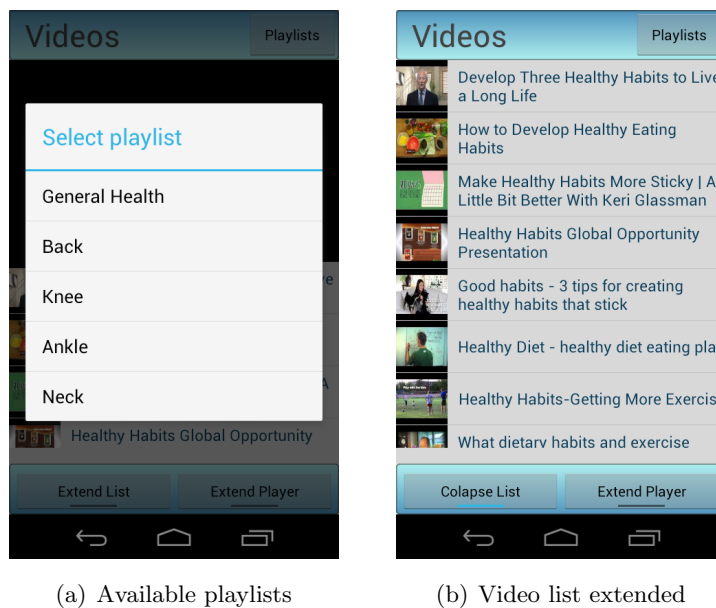 Videos
Playlists
Select playlist
General Health
Back
Knee
Ankle
Neck
ve
A
Healthy Habits Global Opportunity
Extend List
Extend Player
(a) Available playlists
Videos
Playlists
Develop Three Healthy Habits to Live
a Long Life
How to Develop Healthy Eating
Habits
Make Healthy Habits More Sticky | A
Little Bit Better With Keri Glassman
Healthy Habits Global Opportunity
Presentation
Good habits - 3 tips for creating
healthy habits that stick
Healthy Diet - healthy diet eating pla
Healthy Habits-Getting More Exercis
What dietary habits and exercise
Colapse List
Extend Player
(b) Video list extended